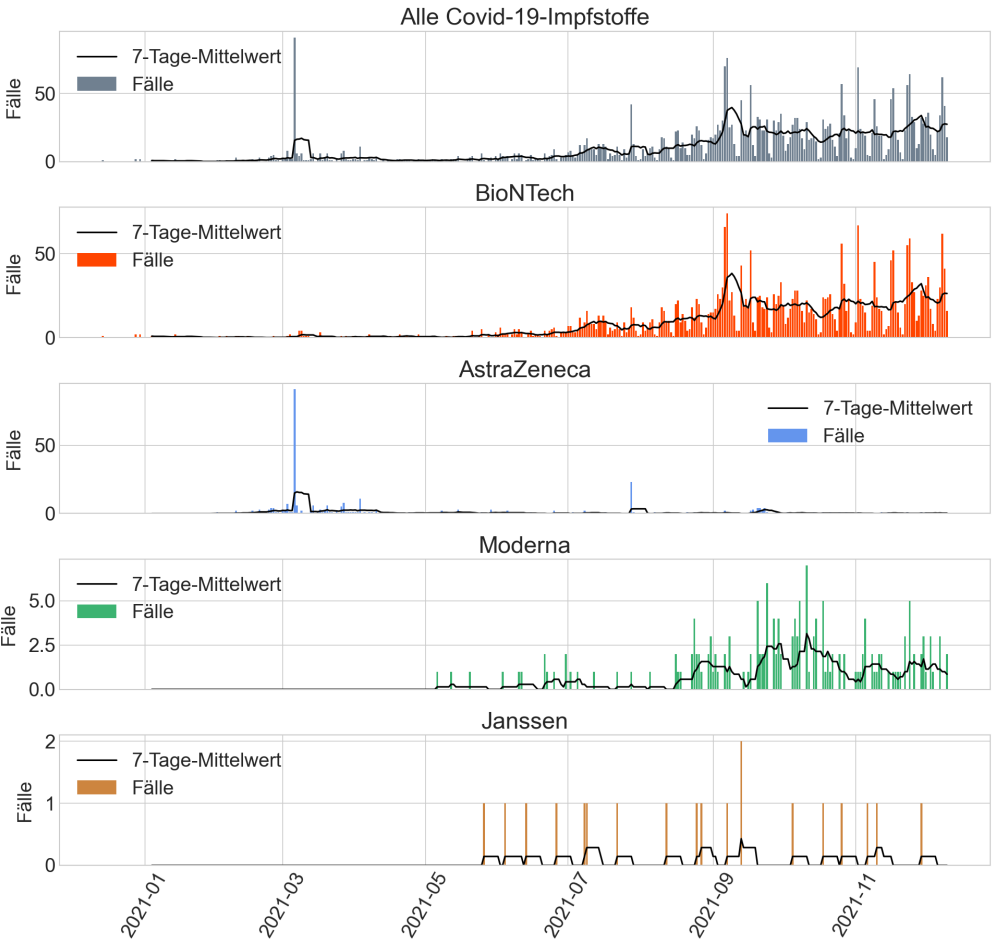 Alle Covid-19-Impfstoffe
Fälle
50
0
7-Tage-Mittelwert
Fälle
BioNTech
Fälle
50
0
7-Tage-Mittelwert
Fälle
AstraZeneca
Fälle
50
0
7-Tage-Mittelwert
Fälle
Moderna
Fälle
5.0
2.5
0.0
7-Tage-Mittelwert
Fälle
Janssen
Fälle
2
1
0
7-Tage-Mittelwert
Fälle
2021-01
2021-03
2021-05
2021-07
2021-09
2021-11